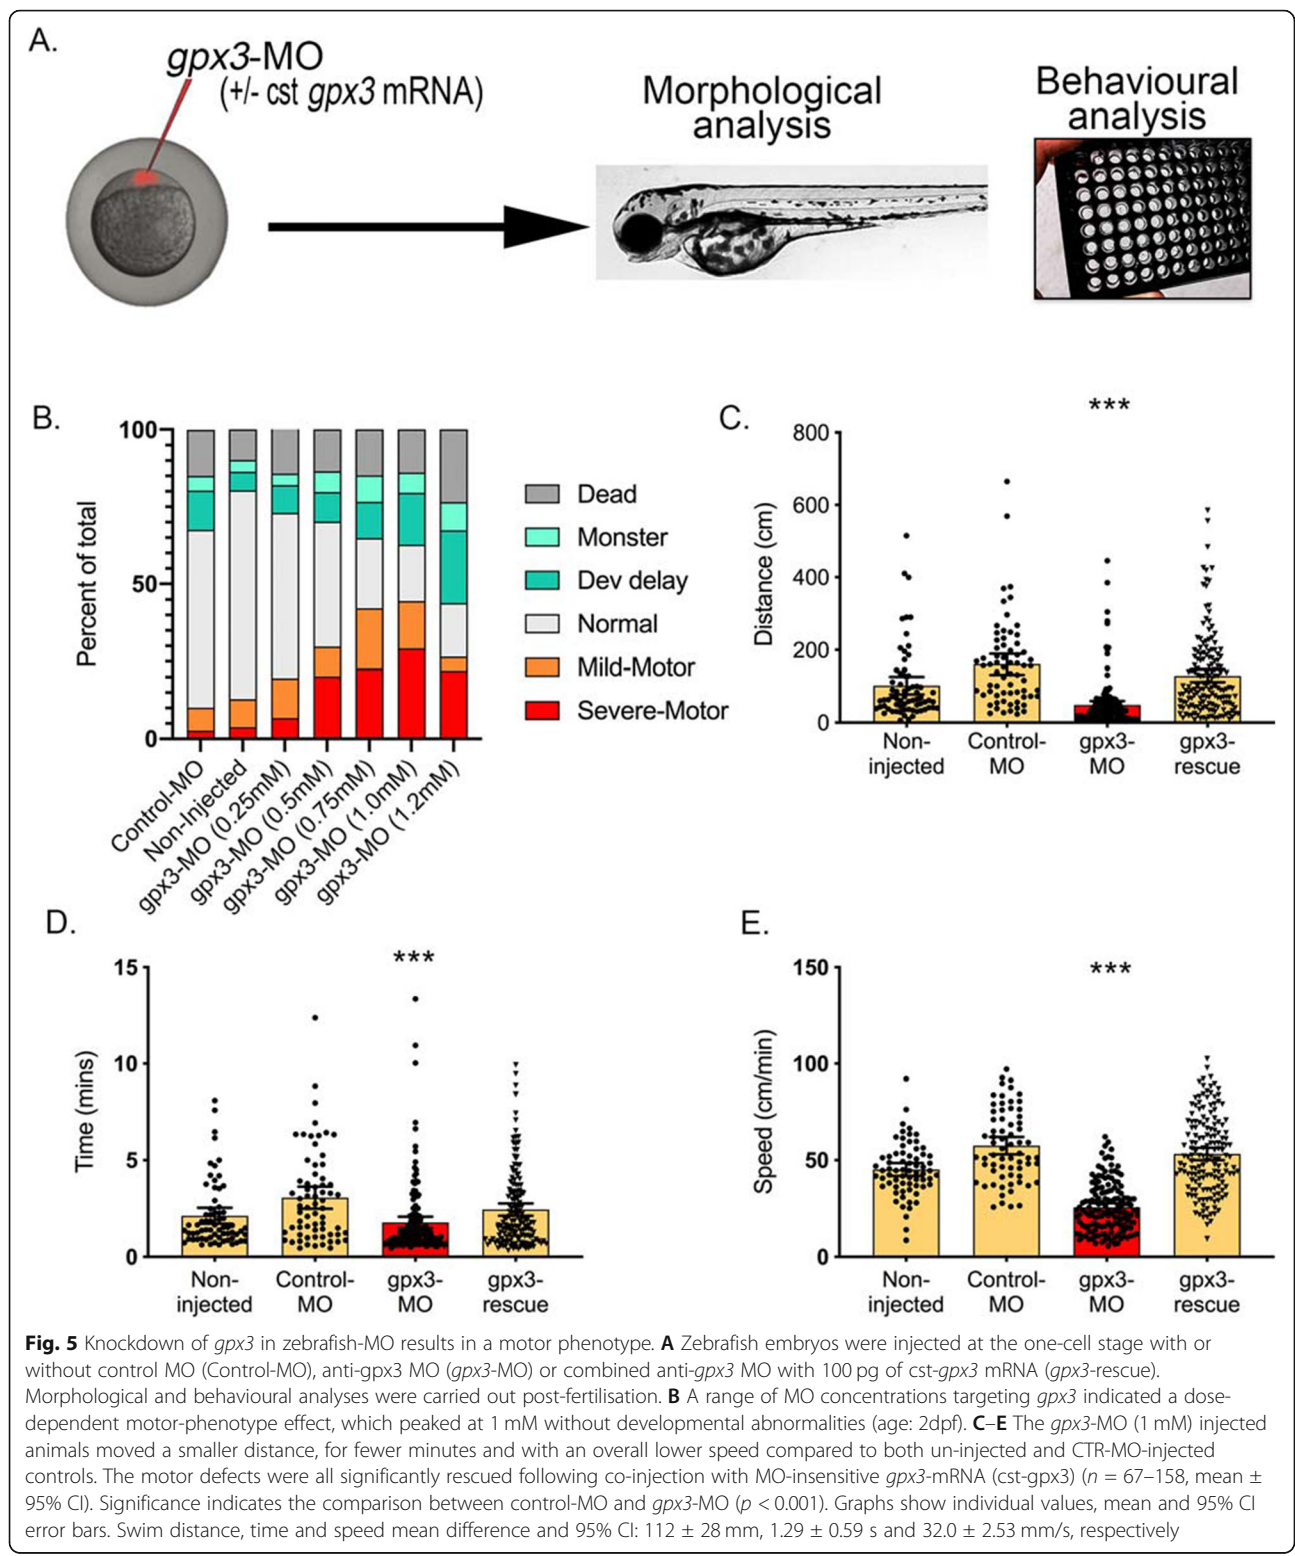 A.
gpx3-MO
(+/- cst gpx3 mRNA)
Morphological
analysis
Behavioural
analysis
B.
100
50
0
Percent of total
Control-MO
Non-Injected
gpx3-MO (0.25mM)
gpx3-MO (0.5mM)
gpx3-MO (0.75mM)
gpx3-MO (1.0mM)
gpx3-MO (1.2mM)
Dead
Monster
Dev delay
Normal
Mild-Motor
Severe-Motor
C.
***
800
600
400
200
0
Distance (cm)
Non-
injected
Control-
MO
gpx3-
MO
gpx3-
rescue
D.
***
15
10
5
0
Time (mins)
Non-
injected
Control-
MO
gpx3-
MO
gpx3-
rescue
E.
***
150
100
50
0
Speed (cm/min)
Non-
injected
Control-
MO
gpx3-
MO
gpx3-
rescue
Fig. 5 Knockdown of gpx3 in zebrafish-MO results in a motor phenotype. A Zebrafish embryos were injected at the one-cell stage with or
without control MO (Control-MO), anti-gpx3 MO (gpx3-MO) or combined anti-gpx3 MO with 100 pg of cst-gpx3 mRNA (gpx3-rescue).
Morphological and behavioural analyses were carried out post-fertilisation. B A range of MO concentrations targeting gpx3 indicated a dose-
dependent motor-phenotype effect, which peaked at 1 mM without developmental abnormalities (age: 2dpf). C–E The gpx3-MO (1 mM) injected
animals moved a smaller distance, for fewer minutes and with an overall lower speed compared to both un-injected and CTR-MO-injected
controls. The motor defects were all significantly rescued following co-injection with MO-insensitive gpx3-mRNA (cst-gpx3) (n = 67–158, mean ±
95% CI). Significance indicates the comparison between control-MO and gpx3-MO (p < 0.001). Graphs show individual values, mean and 95% CI
error bars. Swim distance, time and speed mean difference and 95% CI: 112 ± 28 mm, 1.29 ± 0.59 s and 32.0 ± 2.53 mm/s, respectively